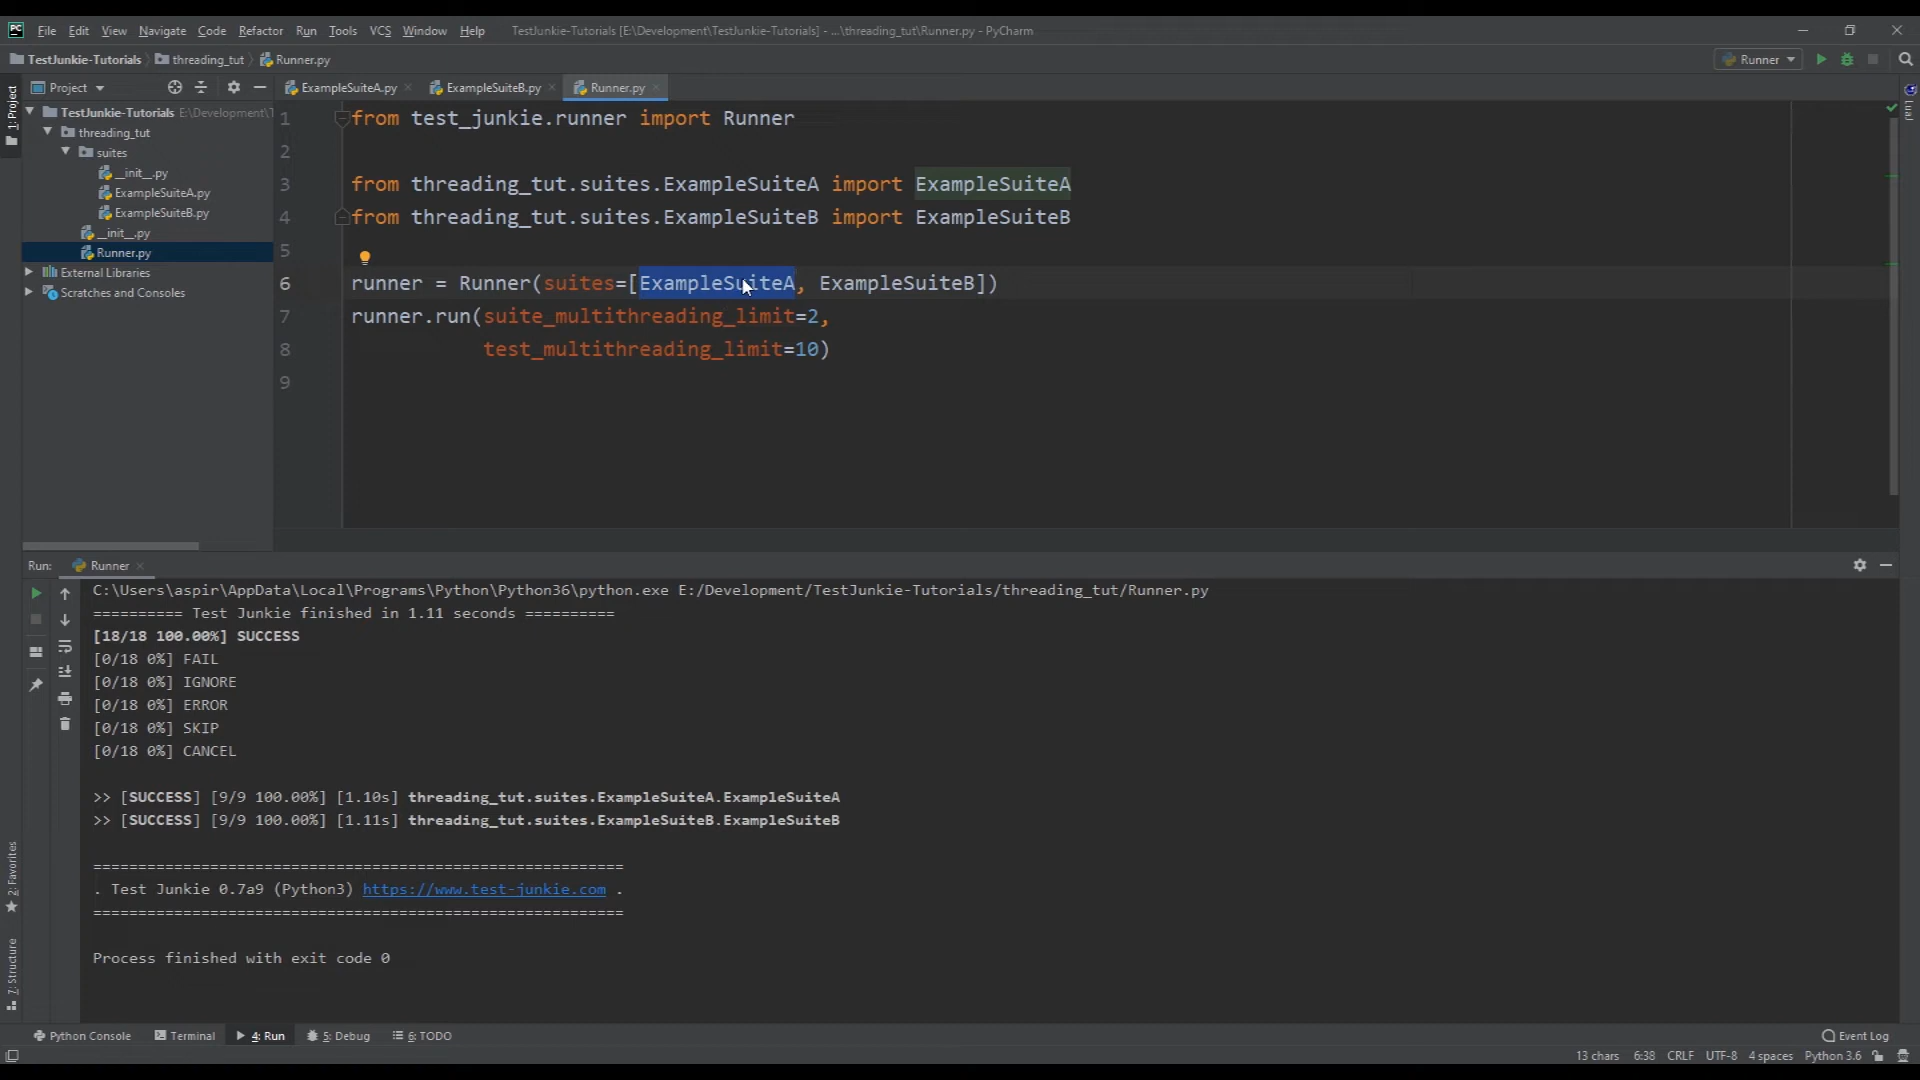 File Edit View Navigate Code Refactor Run Tools VCS Window Help TestJunkie-Tutorials [E:\Development\TestJunkie-Tutorials] - ...\threading_tut\Runner.py - PyCharm
TestJunkie-Tutorials threading_tut Runner.py Runner
Project ExampleSuiteA.py ExampleSuiteB.py Runner.py
1: Project
TestJunkie-Tutorials E:\Development\T
threading_tut
suites
__init__.py
ExampleSuiteA.py
ExampleSuiteB.py
__init__.py
Runner.py
External Libraries
Scratches and Consoles
1 from test_junkie.runner import Runner
2
3 from threading_tut.suites.ExampleSuiteA import ExampleSuiteA
4 from threading_tut.suites.ExampleSuiteB import ExampleSuiteB
5
6 runner = Runner(suites=[ExampleSuiteA, ExampleSuiteB])
7 runner.run(suite_multithreading_limit=2,
8 test_multithreading_limit=10)
9
Run: Runner
C:\Users\aspir\AppData\Local\Programs\Python\Python36\python.exe E:/Development/TestJunkie-Tutorials/threading_tut/Runner.py
========== Test Junkie finished in 1.11 seconds ==========
[18/18 100.00%] SUCCESS
[0/18 0%] FAIL
[0/18 0%] IGNORE
[0/18 0%] ERROR
[0/18 0%] SKIP
[0/18 0%] CANCEL
>> [SUCCESS] [9/9 100.00%] [1.10s] threading_tut.suites.ExampleSuiteA.ExampleSuiteA
>> [SUCCESS] [9/9 100.00%] [1.11s] threading_tut.suites.ExampleSuiteB.ExampleSuiteB
===========================================================
. Test Junkie 0.7a9 (Python3) https://www.test-junkie.com .
===========================================================
Process finished with exit code 0
2: Favorites
7: Structure
Python Console Terminal 4: Run 5: Debug 6: TODO Event Log
13 chars 6:38 CRLF UTF-8 4 spaces Python 3.6